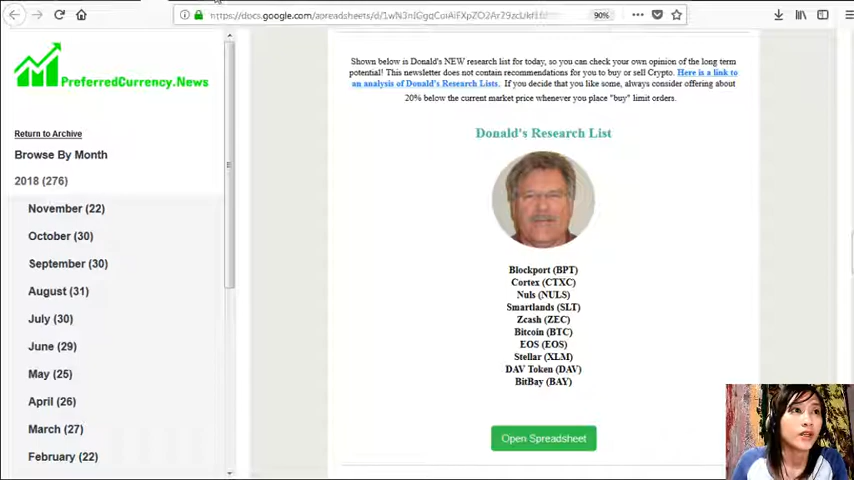 90%
PreferredCurrency.News
Return to Archive
Browse By Month
2018 (276)
November (22)
October (30)
September (30)
August (31)
July (30)
June (29)
May (25)
April (26)
March (27)
February (22)
Shown below is Donald's NEW research list for today, so you can check your own opinion of the long term
potential! This newsletter does not contain recommendations for you to buy or sell Crypto. Here is a link to
an analysis of Donald's Research Lists. If you decide that you like some, always consider offering about
20% below the current market price whenever you place "buy" limit orders.
Donald's Research List
Blockport (BPT)
Cortex (CTXC)
Nuls (NULS)
Smartlands (SLT)
Zcash (ZEC)
Bitcoin (BTC)
EOS (EOS)
Stellar (XLM)
DAV Token (DAV)
BitBay (BAY)
Open Spreadsheet